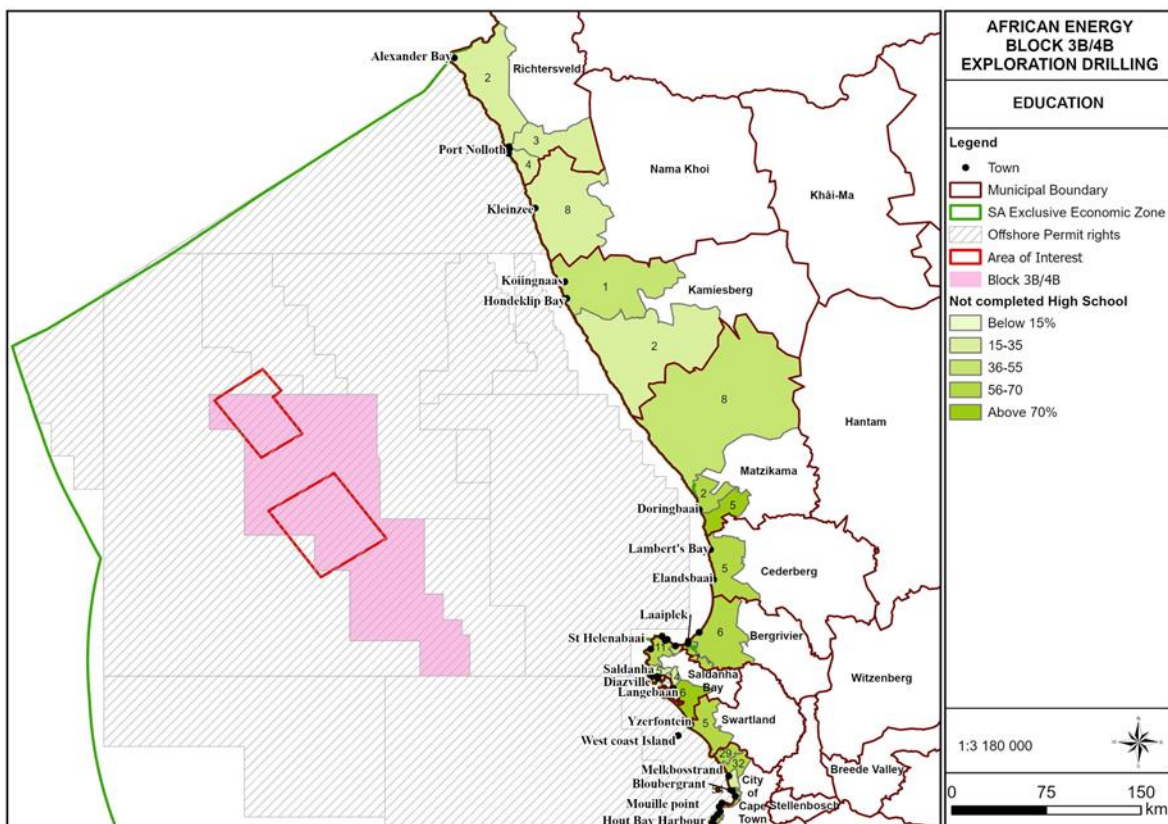 Alexander Bay
Richtersveld
2
3
Port Nolloth
4
Nama Khoi
Khâi-Ma
Kleinzee
8
Koiingnaas
1
Kamiesberg
Hondeklip Bay
2
8
Hantam
Matzikama
2
5
Doringbaai
Lambert's Bay
5
Cederberg
Elandsbaai
Laaiplek
6
Bergrivier
St Helenabaai
11
Witzenberg
Saldanha
5
4
Saldanha
Bay
Diazville
Langebaan
6
Swartland
Yzerfontein
5
West coast Island
29
32
Melkbosstrand
Breede Valley
Bloubergrant
City
of
Cape
Town
Stellenbosch
Mouille point
Hout Bay Harbour
AFRICAN ENERGY
BLOCK 3B/4B
EXPLORATION DRILLING
EDUCATION
Legend
Town
Municipal Boundary
SA Exclusive Economic Zone
Offshore Permit rights
Area of Interest
Block 3B/4B
Not completed High School
Below 15%
15-35
36-55
56-70
Above 70%
1:3 180 000
0 75 150
km